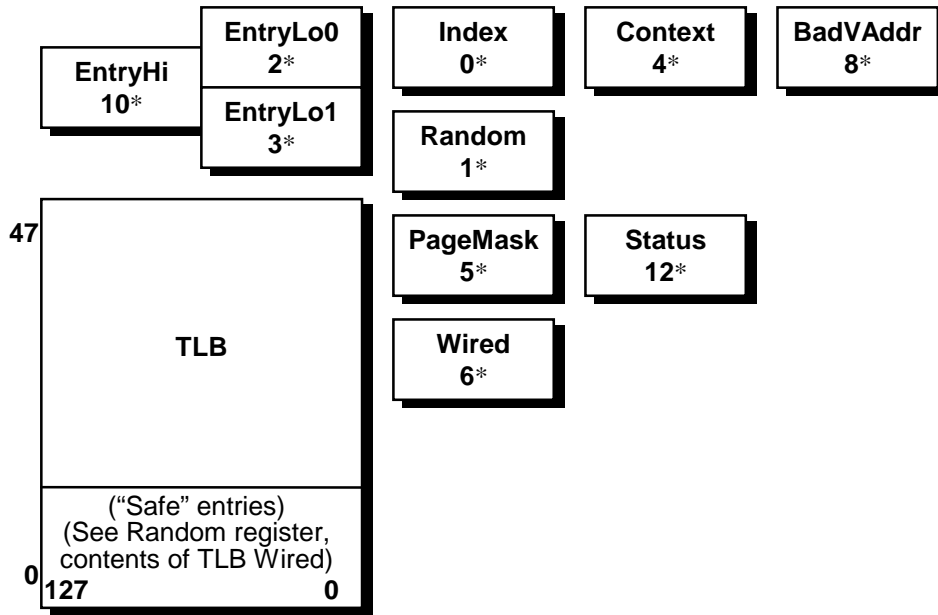 EntryLo0
2*
Index
0*
Context
4*
BadVAddr
8*
EntryHi
10*
EntryLo1
3*
Random
1*
47
PageMask
5*
Status
12*
TLB
Wired
6*
(“Safe” entries)
(See Random register,
contents of TLB Wired)
0
127
0